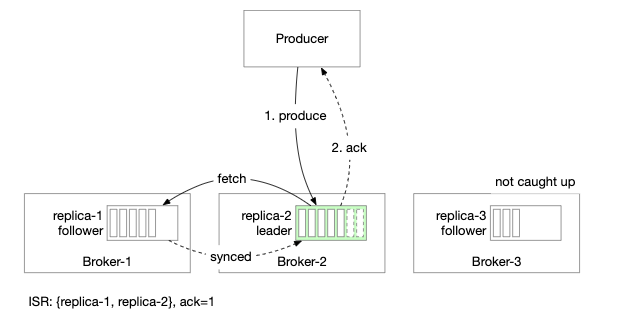 Producer
1. produce
2. ack
fetch
not caught up
replica-1
follower
replica-2
leader
replica-3
follower
synced
Broker-1
Broker-2
Broker-3
ISR: {replica-1, replica-2}, ack=1